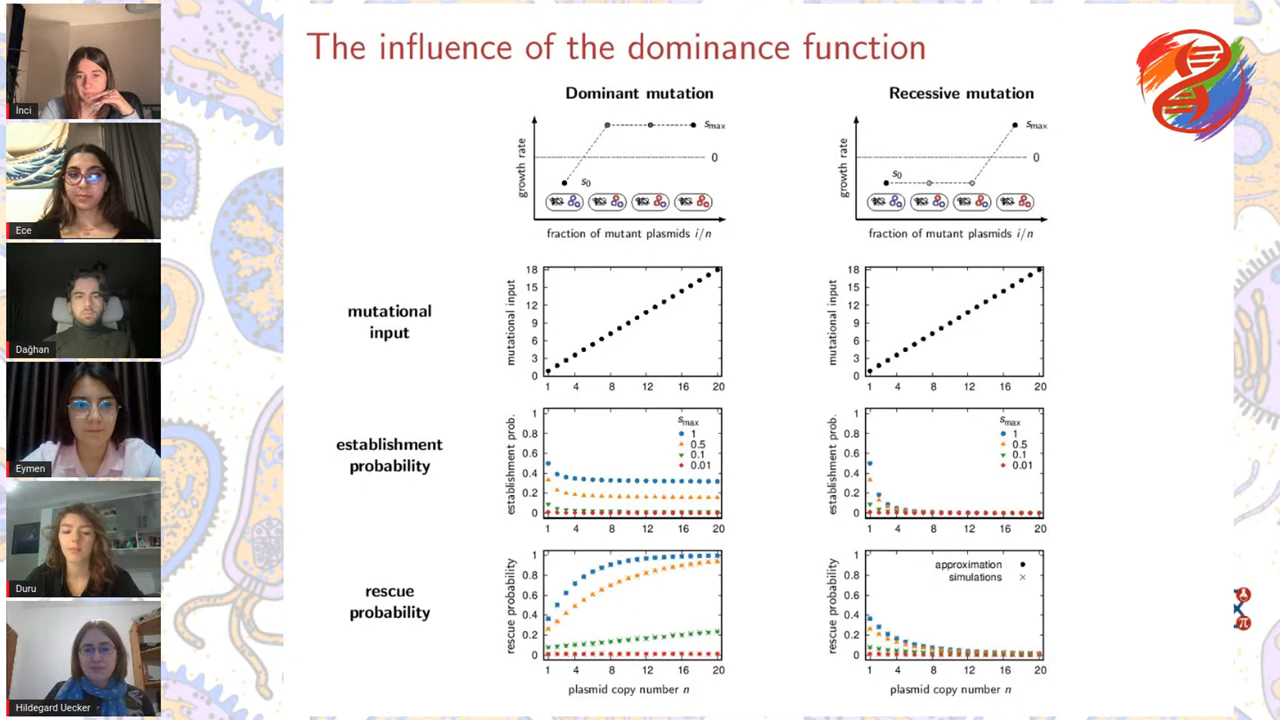 The influence of the dominance function
Dominant mutation
growth rate
smax
0
s0
fraction of mutant plasmids i/n
Recessive mutation
growth rate
smax
0
s0
fraction of mutant plasmids i/n
mutational
input
mutational input
18
15
12
9
6
3
0
1 4 8 12 16 20
mutational input
18
15
12
9
6
3
0
1 4 8 12 16 20
establishment
probability
establishment prob.
1
0.8
0.6
0.4
0.2
0
smax
1
0.5
0.1
0.01
1 4 8 12 16 20
establishment prob.
1
0.8
0.6
0.4
0.2
0
smax
1
0.5
0.1
0.01
1 4 8 12 16 20
rescue
probability
rescue probability
1
0.8
0.6
0.4
0.2
0
1 4 8 12 16 20
plasmid copy number n
rescue probability
1
0.8
0.6
0.4
0.2
0
approximation
simulations
1 4 8 12 16 20
plasmid copy number n
İnci
Ece
Dağhan
Eymen
Duru
Hildegard Uecker
π